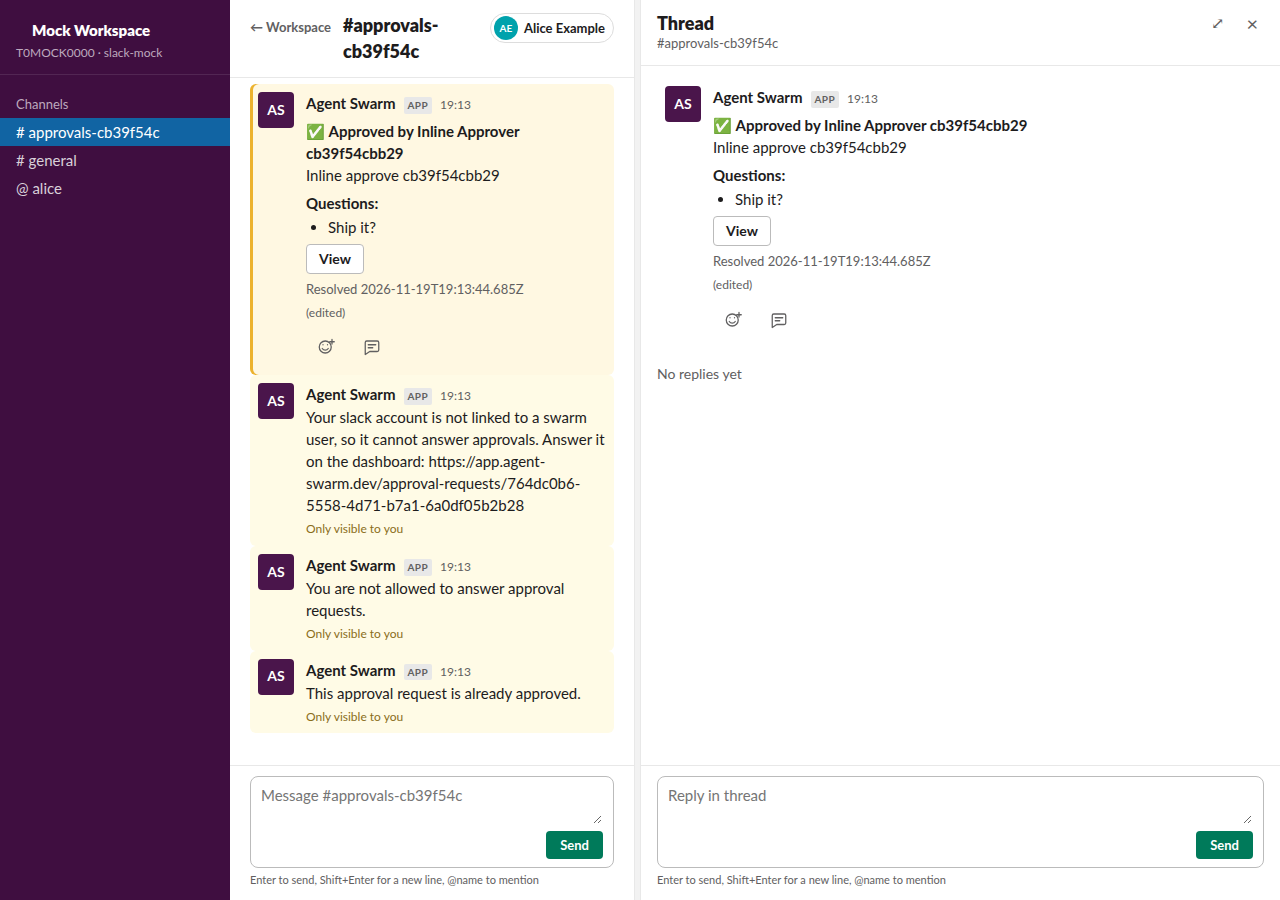 Mock Workspace
T0MOCK0000 · slack-mock
Channels
# approvals-cb39f54c
# general
@ alice
← Workspace
#approvals-
cb39f54c
AE
Alice Example
AS
Agent Swarm APP 19:13
✅ Approved by Inline Approver
cb39f54cbb29
Inline approve cb39f54cbb29
Questions:
• Ship it?
View
Resolved 2026-11-19T19:13:44.685Z
(edited)
AS
Agent Swarm APP 19:13
Your slack account is not linked to a swarm
user, so it cannot answer approvals. Answer it
on the dashboard: https://app.agent-
swarm.dev/approval-requests/764dc0b6-
5558-4d71-b7a1-6a0df05b2b28
Only visible to you
AS
Agent Swarm APP 19:13
You are not allowed to answer approval
requests.
Only visible to you
AS
Agent Swarm APP 19:13
This approval request is already approved.
Only visible to you
Message #approvals-cb39f54c
Send
Enter to send, Shift+Enter for a new line, @name to mention
Thread
#approvals-cb39f54c
AS
Agent Swarm APP 19:13
✅ Approved by Inline Approver cb39f54cbb29
Inline approve cb39f54cbb29
Questions:
• Ship it?
View
Resolved 2026-11-19T19:13:44.685Z
(edited)
No replies yet
Reply in thread
Send
Enter to send, Shift+Enter for a new line, @name to mention